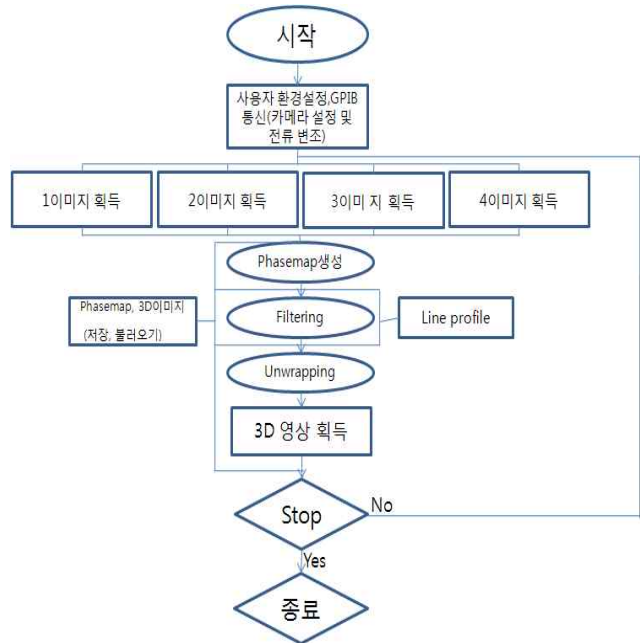 시작
사용자 환경설정,GPIB
통신(카메라 설정 및
전류 변조)
1이미지 획득
2이미지 획득
3이미 지 획득
4이미지 획득
Phasemap생성
Phasemap, 3D이미지
(저장, 불러오기)
Filtering
Line profile
Unwrapping
3D 영상 획득
Stop
No
Yes
종료